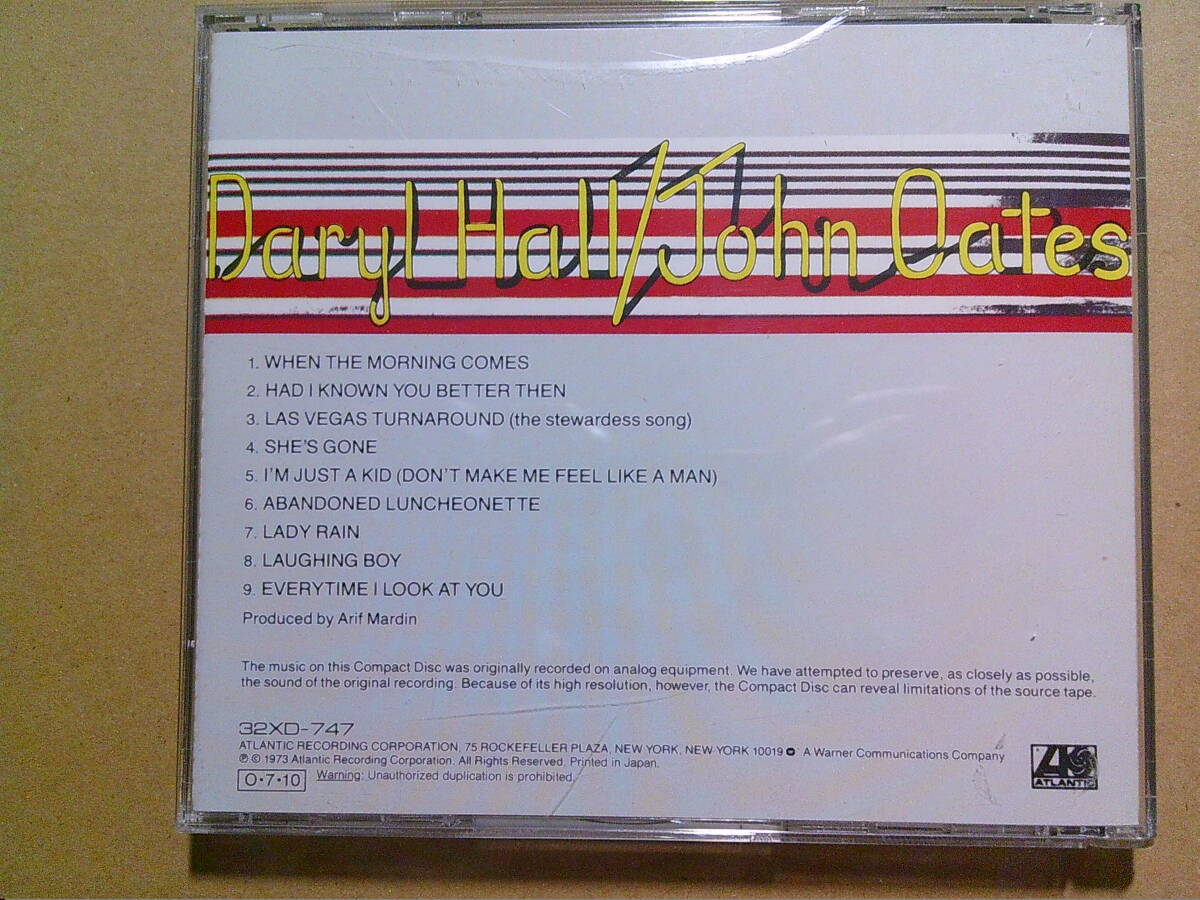 Daryl Hall/John Oates
1. WHEN THE MORNING COMES
2. HAD I KNOWN YOU BETTER THEN
3. LAS VEGAS TURNAROUND (the stewardess song)
4. SHE'S GONE
5. I'M JUST A KID (DON'T MAKE ME FEEL LIKE A MAN)
6. ABANDONED LUNCHEONETTE
7. LADY RAIN
8. LAUGHING BOY
9. EVERYTIME I LOOK AT YOU
Produced by Arif Mardin
The music on this Compact Disc was originally recorded on analog equipment. We have attempted to preserve, as closely as possible,
the sound of the original recording. Because of its high resolution, however, the Compact Disc can reveal limitations of the source tape.
32XD-747
ATLANTIC RECORDING CORPORATION, 75 ROCKEFELLER PLAZA, NEW YORK, NEW YORK 10019 A Warner Communications Company
℗ © 1973 Atlantic Recording Corporation. All Rights Reserved. Printed in Japan.
O・7・10 Warning: Unauthorized duplication is prohibited.
ATLANTIC